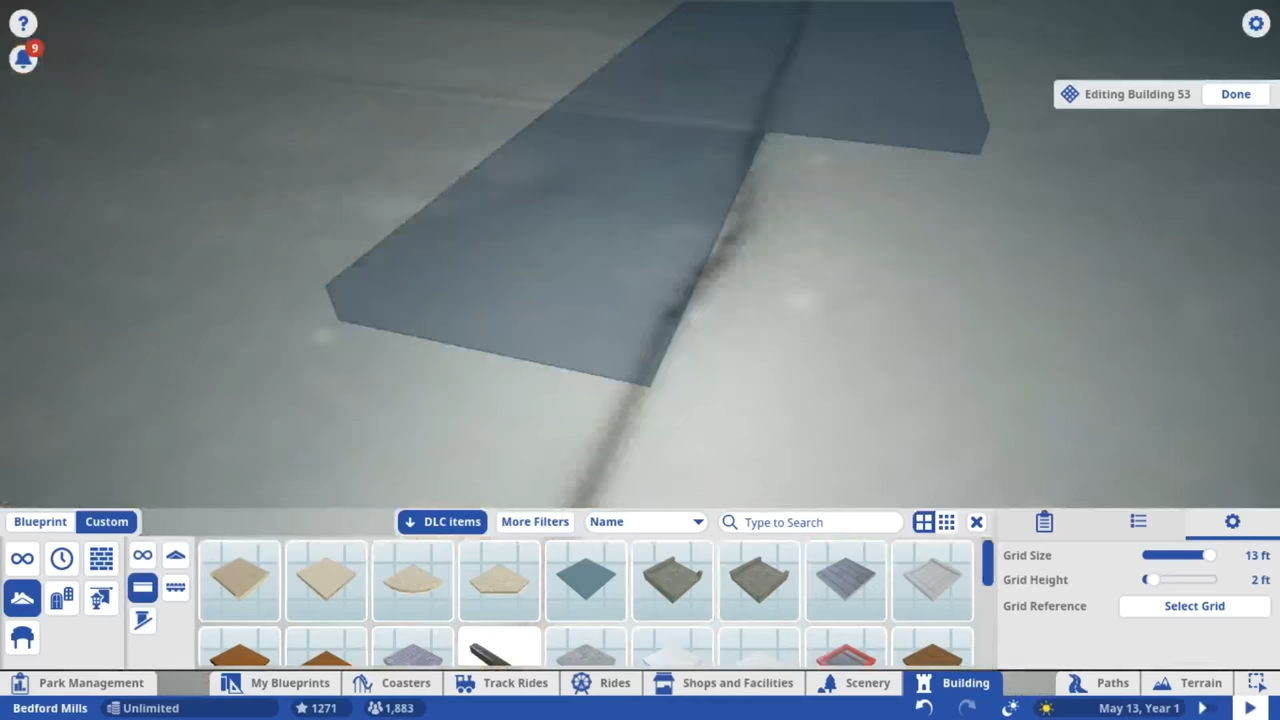 ?
9
Editing Building 53 Done
Blueprint Custom
DLC items More Filters Name Type to Search
Grid Size 13 ft
Grid Height 2 ft
Grid Reference Select Grid
Park Management My Blueprints Coasters Track Rides Rides Shops and Facilities Scenery Building Paths Terrain
Bedford Mills Unlimited 1271 1,883 May 13, Year 1